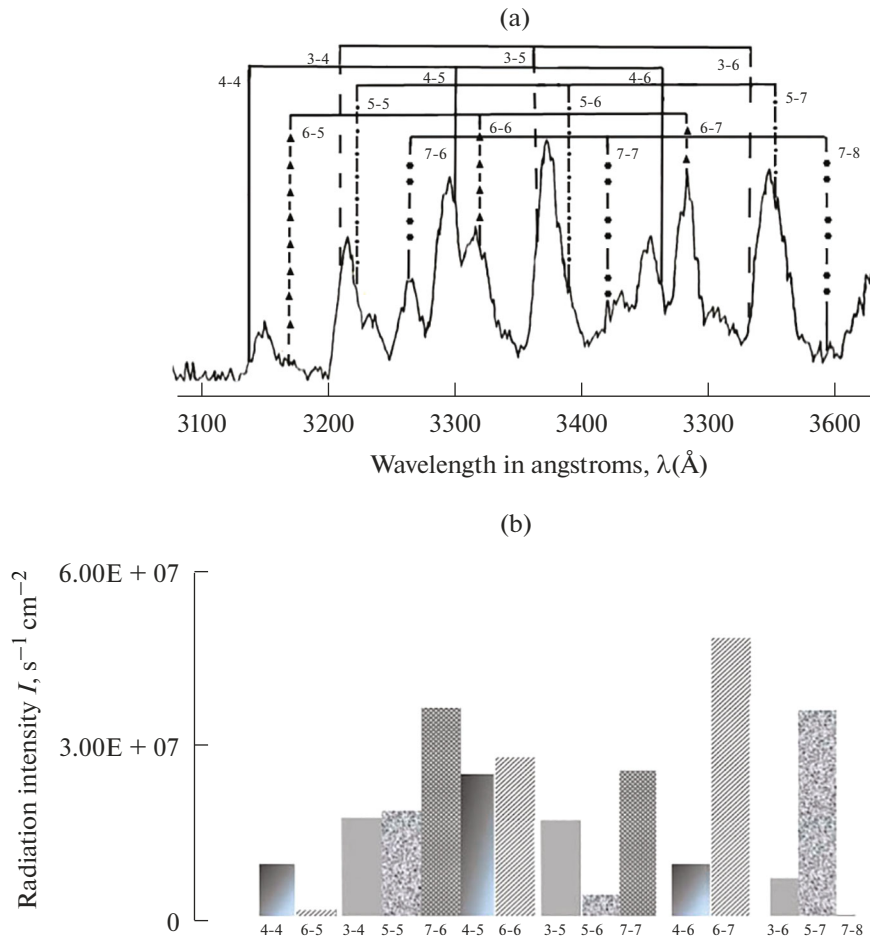 (a)
3-4 3-5 3-6
4-4 4-5 4-6 5-7
5-5 5-6
6-5 6-6 6-7
7-6 7-7 7-8
3100 3200 3300 3400 3300 3600
Wavelength in angstroms, λ(Å)
(b)
Radiation intensity I, s⁻¹ cm⁻²
6.00E + 07
3.00E + 07
0
4-4 6-5 3-4 5-5 7-6 4-5 6-6 3-5 5-6 7-7 4-6 6-7 3-6 5-7 7-8